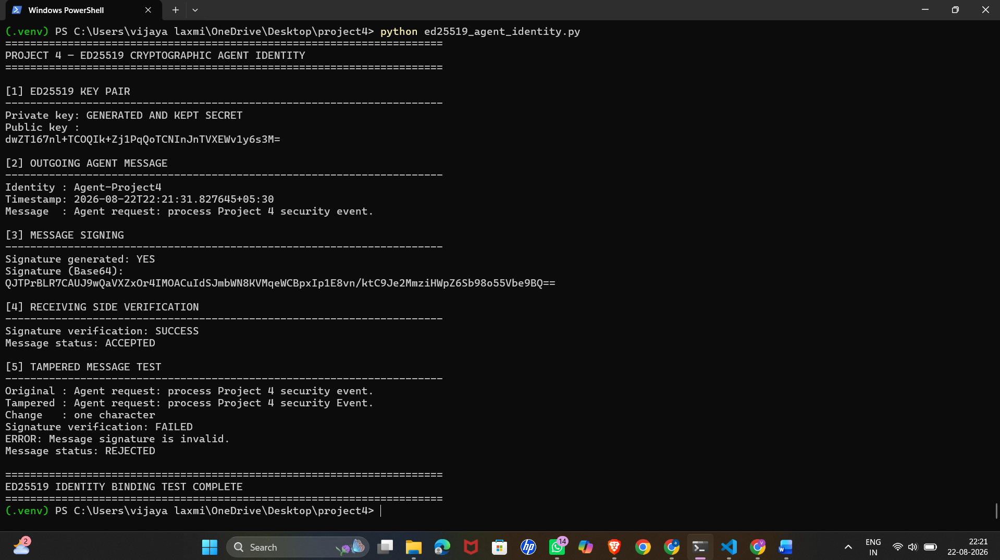 Windows PowerShell
(.venv) PS C:\Users\vijaya laxmi\OneDrive\Desktop\project4> python ed25519_agent_identity.py
======================================================================
PROJECT 4 – ED25519 CRYPTOGRAPHIC AGENT IDENTITY
======================================================================
[1] ED25519 KEY PAIR
----------------------------------------------------------------------
Private key: GENERATED AND KEPT SECRET
Public key :
dwZT167nl+TCOQIk+Zj1PqQoTCNInJnTVXEWv1y6s3M=
[2] OUTGOING AGENT MESSAGE
----------------------------------------------------------------------
Identity : Agent-Project4
Timestamp: 2026-08-22T22:21:31.827645+05:30
Message  : Agent request: process Project 4 security event.
[3] MESSAGE SIGNING
----------------------------------------------------------------------
Signature generated: YES
Signature (Base64):
QJTPrBLR7CAUJ9wQaVXZxOr4IMOACuIdSJmbWN8KVMqeWCBpxIp1E8vn/ktC9Je2MmziHWpZ6Sb98o55Vbe9BQ==
[4] RECEIVING SIDE VERIFICATION
----------------------------------------------------------------------
Signature verification: SUCCESS
Message status: ACCEPTED
[5] TAMPERED MESSAGE TEST
----------------------------------------------------------------------
Original : Agent request: process Project 4 security event.
Tampered : Agent request: process Project 4 security Event.
Change   : one character
Signature verification: FAILED
ERROR: Message signature is invalid.
Message status: REJECTED
======================================================================
ED25519 IDENTITY BINDING TEST COMPLETE
======================================================================
(.venv) PS C:\Users\vijaya laxmi\OneDrive\Desktop\project4>
2
Search
hp
14
a
V
W
ENG
IN
22:21
22-08-2026